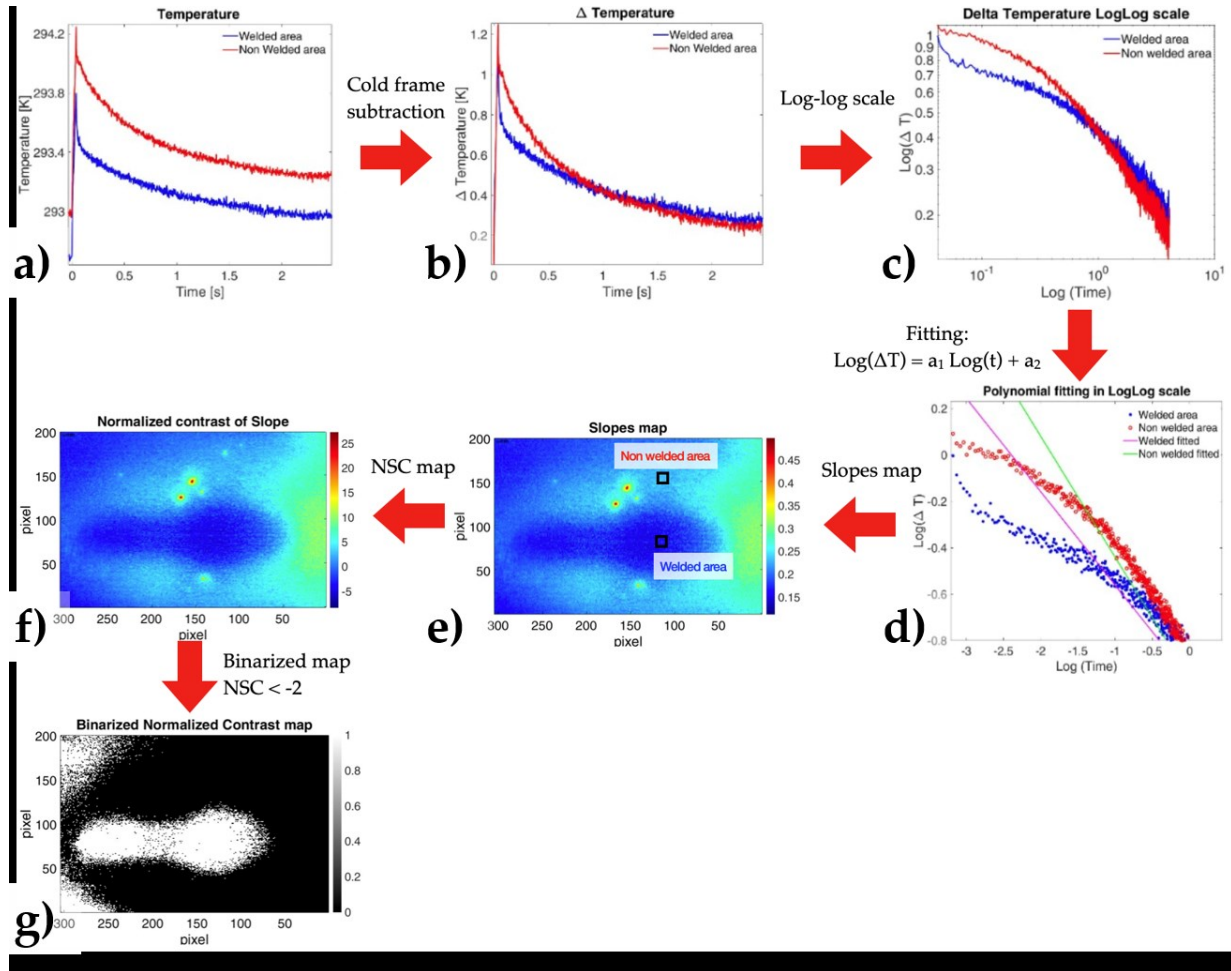 Temperature
294.2
293.8
293.4
293
Temperature [K]
Welded area
Non Welded area
0 0.5 1 1.5 2
Time [s]
a)
Cold frame
subtraction
Δ Temperature
1.2
1
0.8
0.6
0.4
0.2
Δ Temperature [K]
Welded area
Non Welded area
0 0.5 1 1.5 2
Time [s]
b)
Log-log scale
Delta Temperature LogLog scale
1
0.9
0.8
0.7
0.6
0.5
0.4
0.3
0.2
Log(Δ T)
Welded area
Non welded area
10⁻¹ 10⁰ 10¹
Log (Time)
c)
Fitting:
Log(ΔT) = a₁ Log(t) + a₂
Polynomial fitting in LogLog scale
0.2
0
-0.2
-0.4
-0.6
-0.8
Log(Δ T)
Welded area
Non welded area
Welded fitted
Non welded fitted
-3 -2.5 -2 -1.5 -1 -0.5 0
Log (Time)
d)
Slopes map
Slopes map
200
150
100
50
pixel
Non welded area
Welded area
0.45
0.4
0.35
0.3
0.25
0.2
0.15
300 250 200 150 100 50
pixel
e)
NSC map
Normalized contrast of Slope
200
150
100
50
pixel
25
20
15
10
5
0
-5
300 250 200 150 100 50
pixel
f)
Binarized map
NSC < -2
Binarized Normalized Contrast map
200
150
100
50
0
pixel
1
0.8
0.6
0.4
0.2
0
300 250 200 150 100 50
pixel
g)